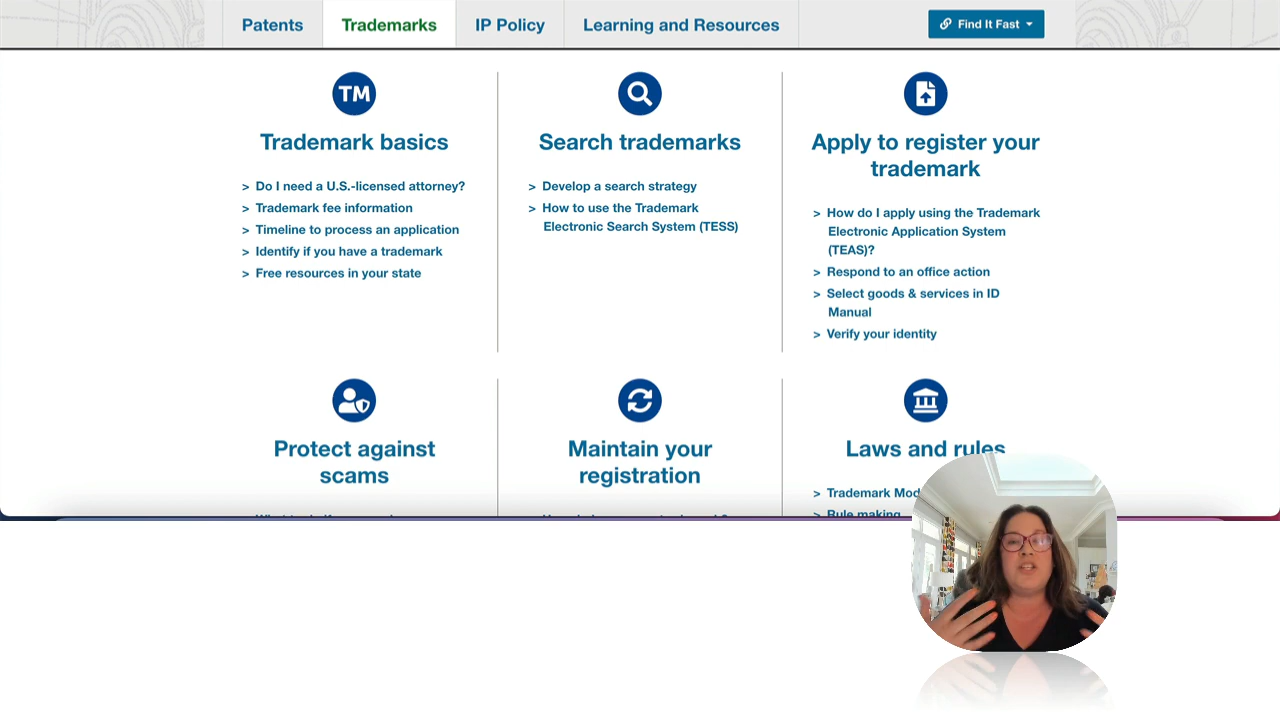 Patents
Trademarks
IP Policy
Learning and Resources
Find It Fast
TM
Trademark basics
> Do I need a U.S.-licensed attorney?
> Trademark fee information
> Timeline to process an application
> Identify if you have a trademark
> Free resources in your state
Search trademarks
> Develop a search strategy
> How to use the Trademark
Electronic Search System (TESS)
Apply to register your
trademark
> How do I apply using the Trademark
Electronic Application System
(TEAS)?
> Respond to an office action
> Select goods & services in ID
Manual
> Verify your identity
Protect against
scams
Maintain your
registration
Laws and rules
> Trademark
> Rule making